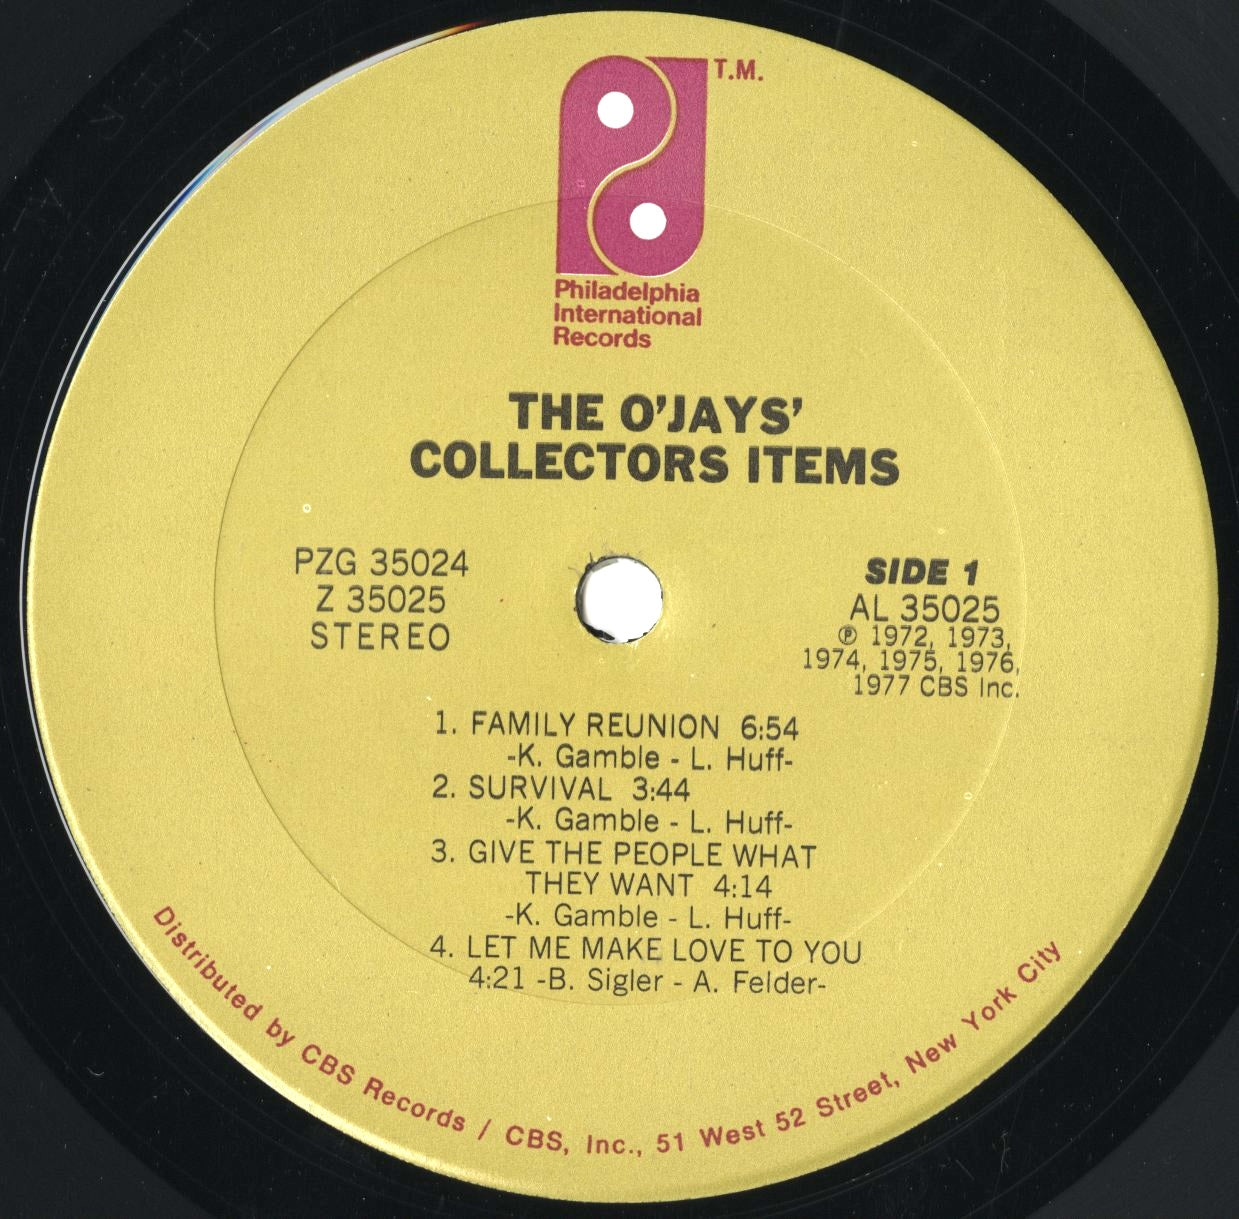 T.M.
Philadelphia
International
Records
THE O'JAYS'
COLLECTORS ITEMS
PZG 35024
Z 35025
STEREO
SIDE 1
AL 35025
℗ 1972, 1973,
1974, 1975, 1976,
1977 CBS Inc.
1. FAMILY REUNION 6:54
-K. Gamble - L. Huff-
2. SURVIVAL 3:44
-K. Gamble - L. Huff-
3. GIVE THE PEOPLE WHAT
THEY WANT 4:14
-K. Gamble - L. Huff-
4. LET ME MAKE LOVE TO YOU
4:21 -B. Sigler - A. Felder-
Distributed by CBS Records / CBS, Inc., 51 West 52 Street, New York City